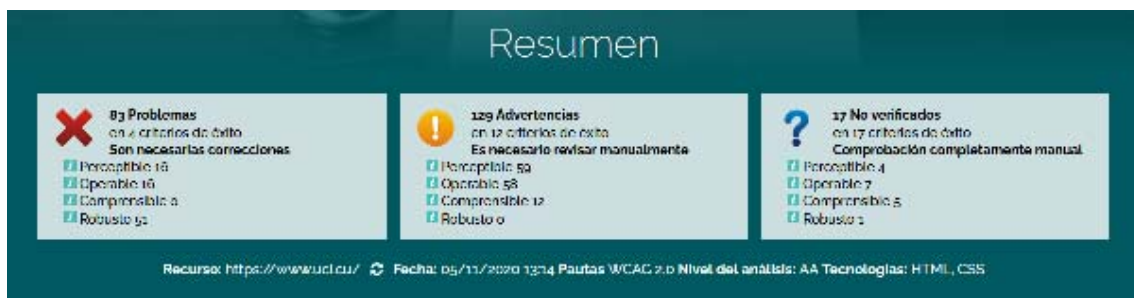 Resumen
83 Problemas
en 4 criterios de éxito
Son necesarias correcciones
Perceptible 16
Operable 16
Comprensible 0
Robusto 51
129 Advertencias
en 12 criterios de éxito
Es necesario revisar manualmente
Perceptible 59
Operable 58
Comprensible 12
Robusto 0
17 No verificados
en 17 criterios de éxito
Comprobación completamente manual
Perceptible 4
Operable 7
Comprensible 5
Robusto 1
Recurso: https://www.uci.cu/ Fecha: 05/11/2020 13:14 Pautas WCAG 2.0 Nivel del análisis: AA Tecnologías: HTML, CSS